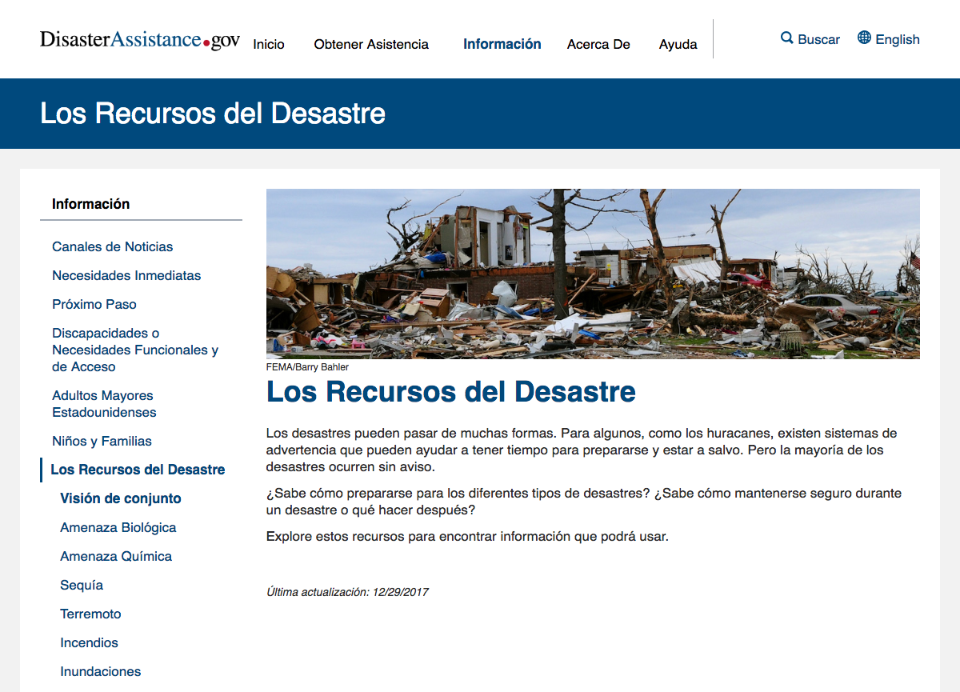 DisasterAssistance.gov
Inicio
Obtener Asistencia
Información
Acerca De
Ayuda
Buscar
English
Los Recursos del Desastre
Información
Canales de Noticias
Necesidades Inmediatas
Próximo Paso
Discapacidades o
Necesidades Funcionales y
de Acceso
Adultos Mayores
Estadounidenses
Niños y Familias
Los Recursos del Desastre
Visión de conjunto
Amenaza Biológica
Amenaza Química
Sequía
Terremoto
Incendios
Inundaciones
FEMA/Barry Bahler
Los Recursos del Desastre
Los desastres pueden pasar de muchas formas. Para algunos, como los huracanes, existen sistemas de
advertencia que pueden ayudar a tener tiempo para prepararse y estar a salvo. Pero la mayoría de los
desastres ocurren sin aviso.
¿Sabe cómo prepararse para los diferentes tipos de desastres? ¿Sabe cómo mantenerse seguro durante
un desastre o qué hacer después?
Explore estos recursos para encontrar información que podrá usar.
Última actualización: 12/29/2017